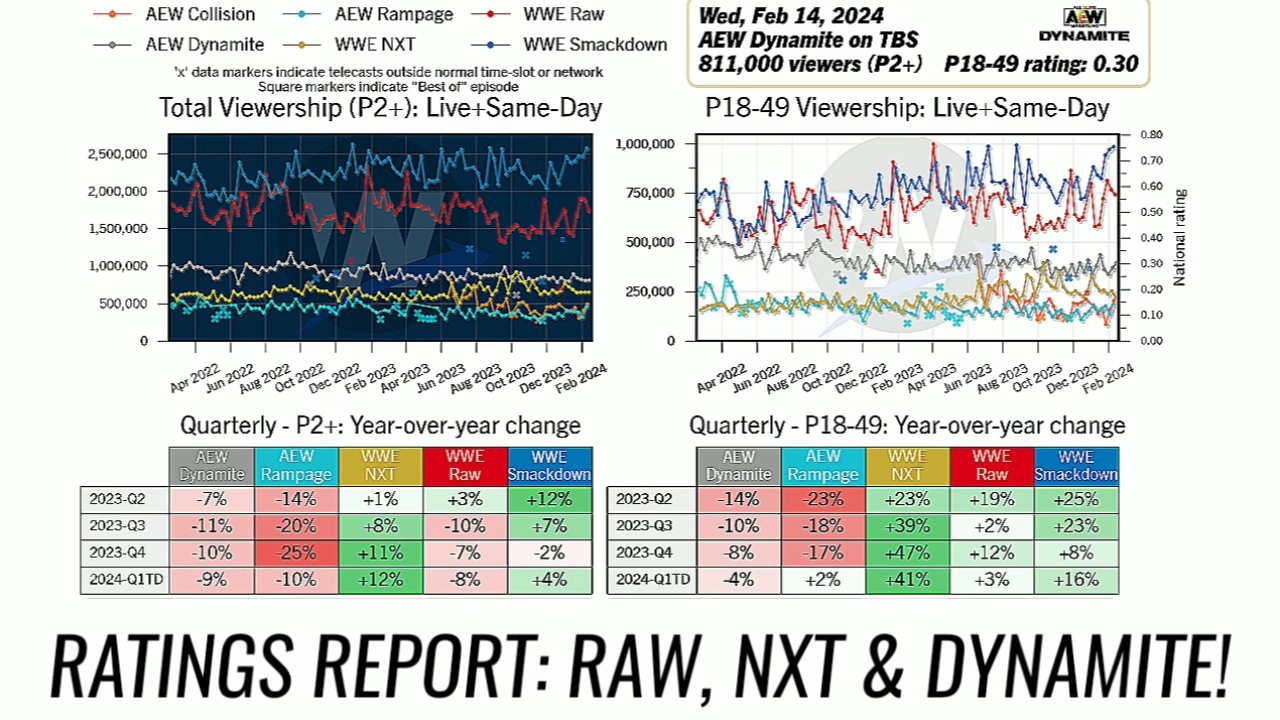 AEW Collision AEW Rampage WWE Raw
AEW Dynamite WWE NXT WWE Smackdown
'x' data markers indicate telecasts outside normal time-slot or network
Square markers indicate "Best of" episode
Wed, Feb 14, 2024
AEW Dynamite on TBS
811,000 viewers (P2+) P18-49 rating: 0.30
AEW
DYNAMITE
Total Viewership (P2+): Live+Same-Day
2,500,000
2,000,000
1,500,000
1,000,000
500,000
0
Apr 2022 Jun 2022 Aug 2022 Oct 2022 Dec 2022 Feb 2023 Apr 2023 Jun 2023 Aug 2023 Oct 2023 Dec 2023 Feb 2024
P18-49 Viewership: Live+Same-Day
1,000,000
750,000
500,000
250,000
0
0.80
0.70
0.60
0.50
0.40
0.30
0.20
0.10
0.00
National rating
Apr 2022 Jun 2022 Aug 2022 Oct 2022 Dec 2022 Feb 2023 Apr 2023 Jun 2023 Aug 2023 Oct 2023 Dec 2023 Feb 2024
Quarterly - P2+: Year-over-year change
AEW AEW WWE WWE WWE
Dynamite Rampage NXT Raw Smackdown
2023-Q2 -7% -14% +1% +3% +12%
2023-Q3 -11% -20% +8% -10% +7%
2023-Q4 -10% -25% +11% -7% -2%
2024-Q1TD -9% -10% +12% -8% +4%
Quarterly - P18-49: Year-over-year change
AEW AEW WWE WWE WWE
Dynamite Rampage NXT Raw Smackdown
2023-Q2 -14% -23% +23% +19% +25%
2023-Q3 -10% -18% +39% +2% +23%
2023-Q4 -8% -17% +47% +12% +8%
2024-Q1TD -4% +2% +41% +3% +16%
RATINGS REPORT: RAW, NXT & DYNAMITE!